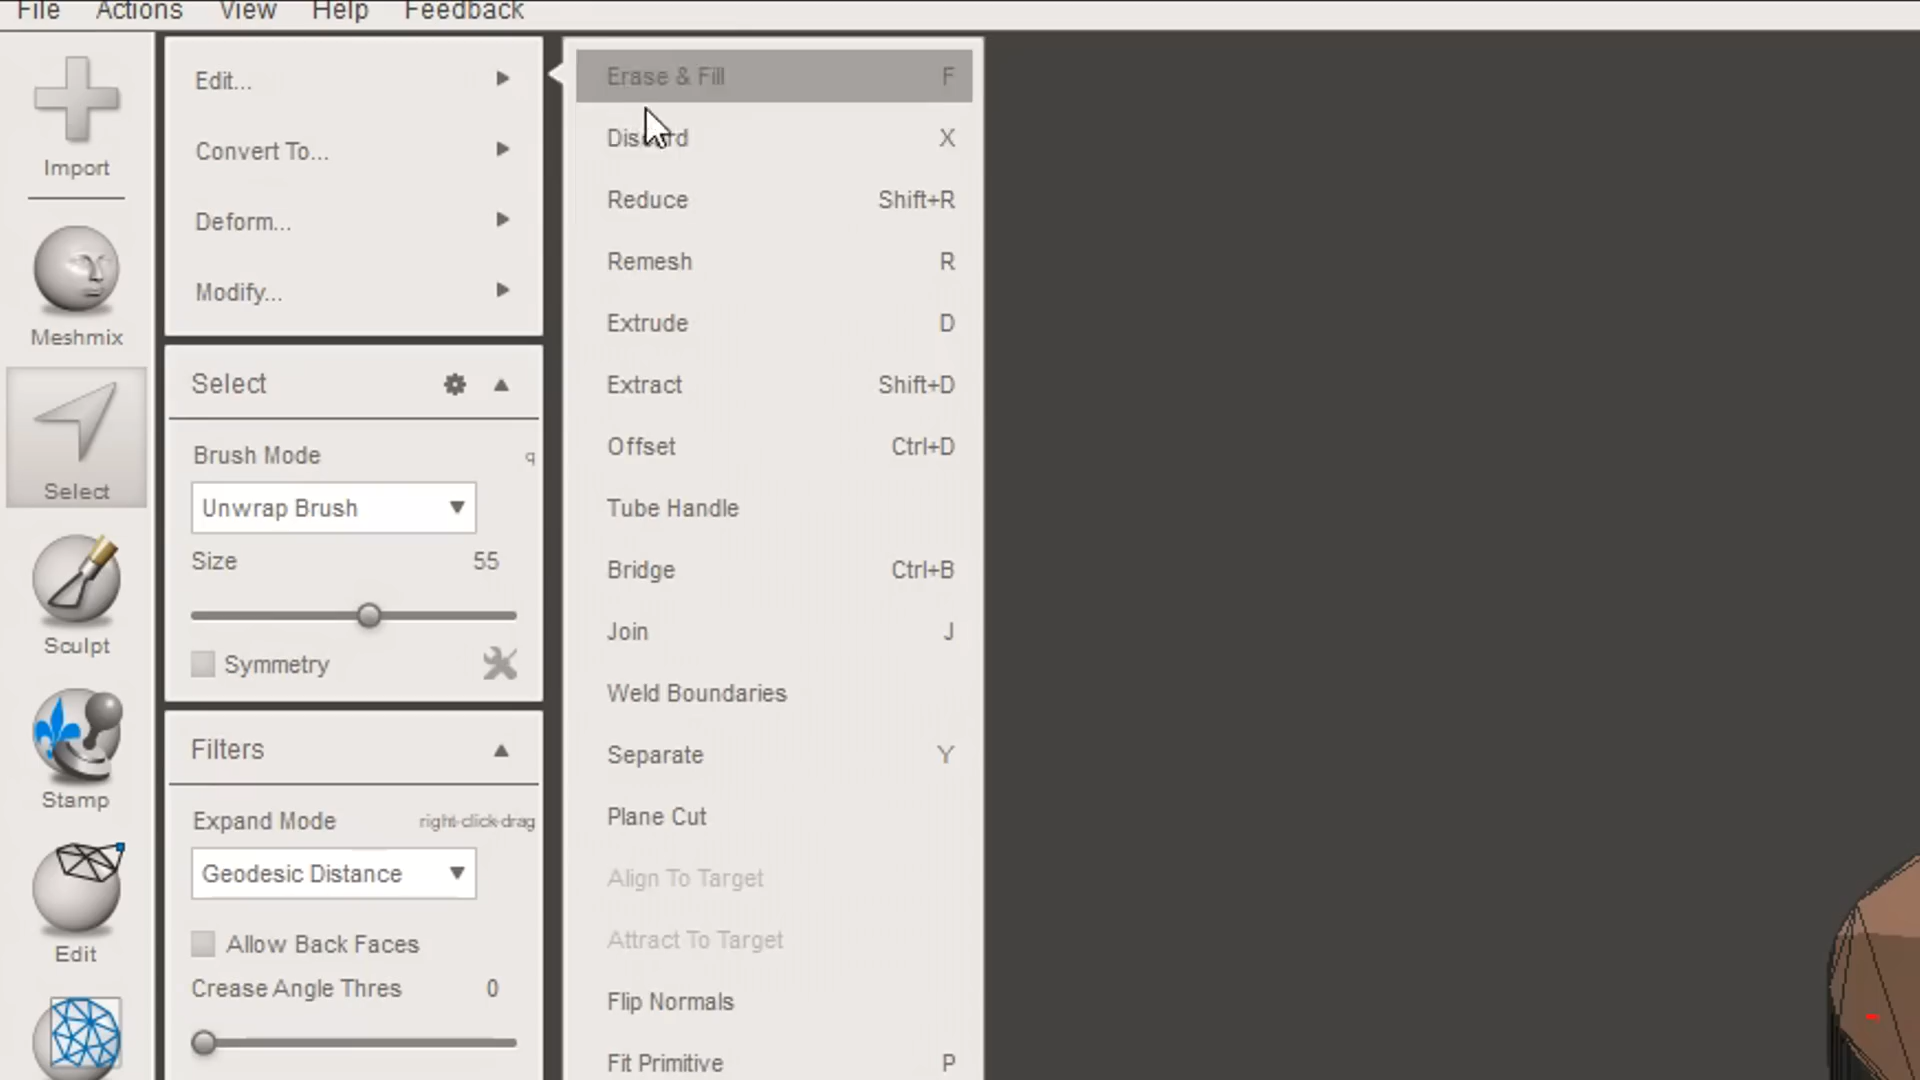 File Actions View Help Feedback
Import
Meshmix
Select
Sculpt
Stamp
Edit
Edit...
Convert To...
Deform...
Modify...
Select
Brush Mode q
Unwrap Brush
Size 55
Symmetry
Filters
Expand Mode right-click-drag
Geodesic Distance
Allow Back Faces
Crease Angle Thres 0
Erase & Fill F
Discard X
Reduce Shift+R
Remesh R
Extrude D
Extract Shift+D
Offset Ctrl+D
Tube Handle
Bridge Ctrl+B
Join J
Weld Boundaries
Separate Y
Plane Cut
Align To Target
Attract To Target
Flip Normals
Fit Primitive P